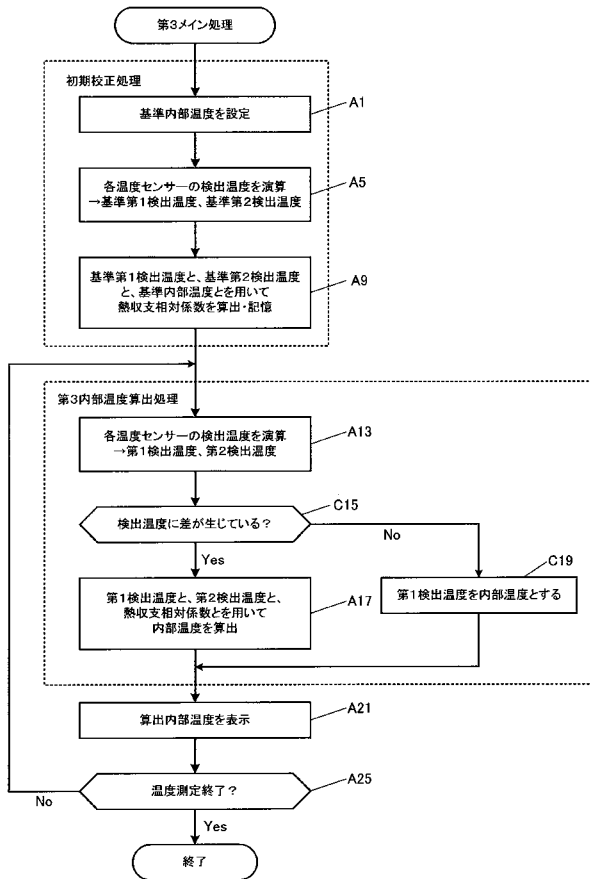 第3メイン処理
初期校正処理
基準内部温度を設定
A1
各温度センサーの検出温度を演算
→基準第1検出温度、基準第2検出温度
A5
基準第1検出温度と、基準第2検出温度
と、基準内部温度とを用いて
熱収支相対係数を算出・記憶
A9
第3内部温度算出処理
各温度センサーの検出温度を演算
→第1検出温度、第2検出温度
A13
検出温度に差が生じている？
C15
No
Yes
第1検出温度と、第2検出温度と、
熱収支相対係数とを用いて
内部温度を算出
A17
第1検出温度を内部温度とする
C19
算出内部温度を表示
A21
温度測定終了？
A25
No
Yes
終了